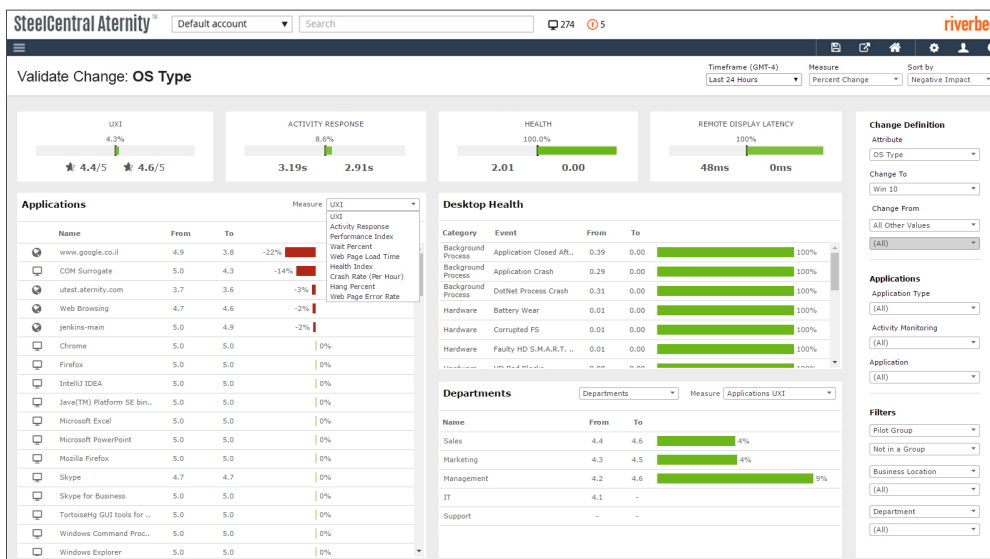 SteelCentral Aternity™ Default account Search 274 5 riverbe
Validate Change: OS Type
Timeframe (GMT-4) Measure Sort by
Last 24 Hours Percent Change Negative Impact
UXI
4.3%
4.4/5 4.6/5
ACTIVITY RESPONSE
8.6%
3.19s 2.91s
HEALTH
100.0%
2.01 0.00
REMOTE DISPLAY LATENCY
100%
48ms 0ms
Applications Measure UXI
UXI
Activity Response
Performance Index
Wait Percent
Web Page Load Time
Health Index
Crash Rate (Per Hour)
Hang Percent
Web Page Error Rate
Name From To
www.google.co.il 4.9 3.8 -22%
COM Surrogate 5.0 4.3 -14%
utest.aternity.com 3.7 3.6 -3%
Web Browsing 4.7 4.6 -2%
jenkins-main 5.0 4.9 -2%
Chrome 5.0 5.0 0%
Firefox 5.0 5.0 0%
IntelliJ IDEA 5.0 5.0 0%
Java(TM) Platform SE bin... 5.0 5.0 0%
Microsoft Excel 5.0 5.0 0%
Microsoft PowerPoint 5.0 5.0 0%
Mozilla Firefox 5.0 5.0 0%
Skype 4.7 4.7 0%
Skype for Business 5.0 5.0 0%
TortoiseHg GUI tools for .. 5.0 5.0 0%
Windows Command Proc.. 5.0 5.0 0%
Windows Explorer 5.0 5.0 0%
Desktop Health
Category Event From To
Background Process Application Closed Aft.. 0.39 0.00 100%
Background Process Application Crash 0.29 0.00 100%
Background Process DotNet Process Crash 0.31 0.00 100%
Hardware Battery Wear 0.01 0.00 100%
Hardware Corrupted FS 0.01 0.00 100%
Hardware Faulty HD S.M.A.R.T. .. 0.01 0.00 100%
Departments Departments Measure Applications UXI
Name From To
Sales 4.4 4.6 4%
Marketing 4.3 4.5 4%
Management 4.2 4.6 9%
IT 4.1 -
Support - -
Change Definition
Attribute
OS Type
Change To
Win 10
Change From
All Other Values
(All)
Applications
Application Type
(All)
Activity Monitoring
(All)
Application
(All)
Filters
Pilot Group
Not in a Group
Business Location
(All)
Department
(All)